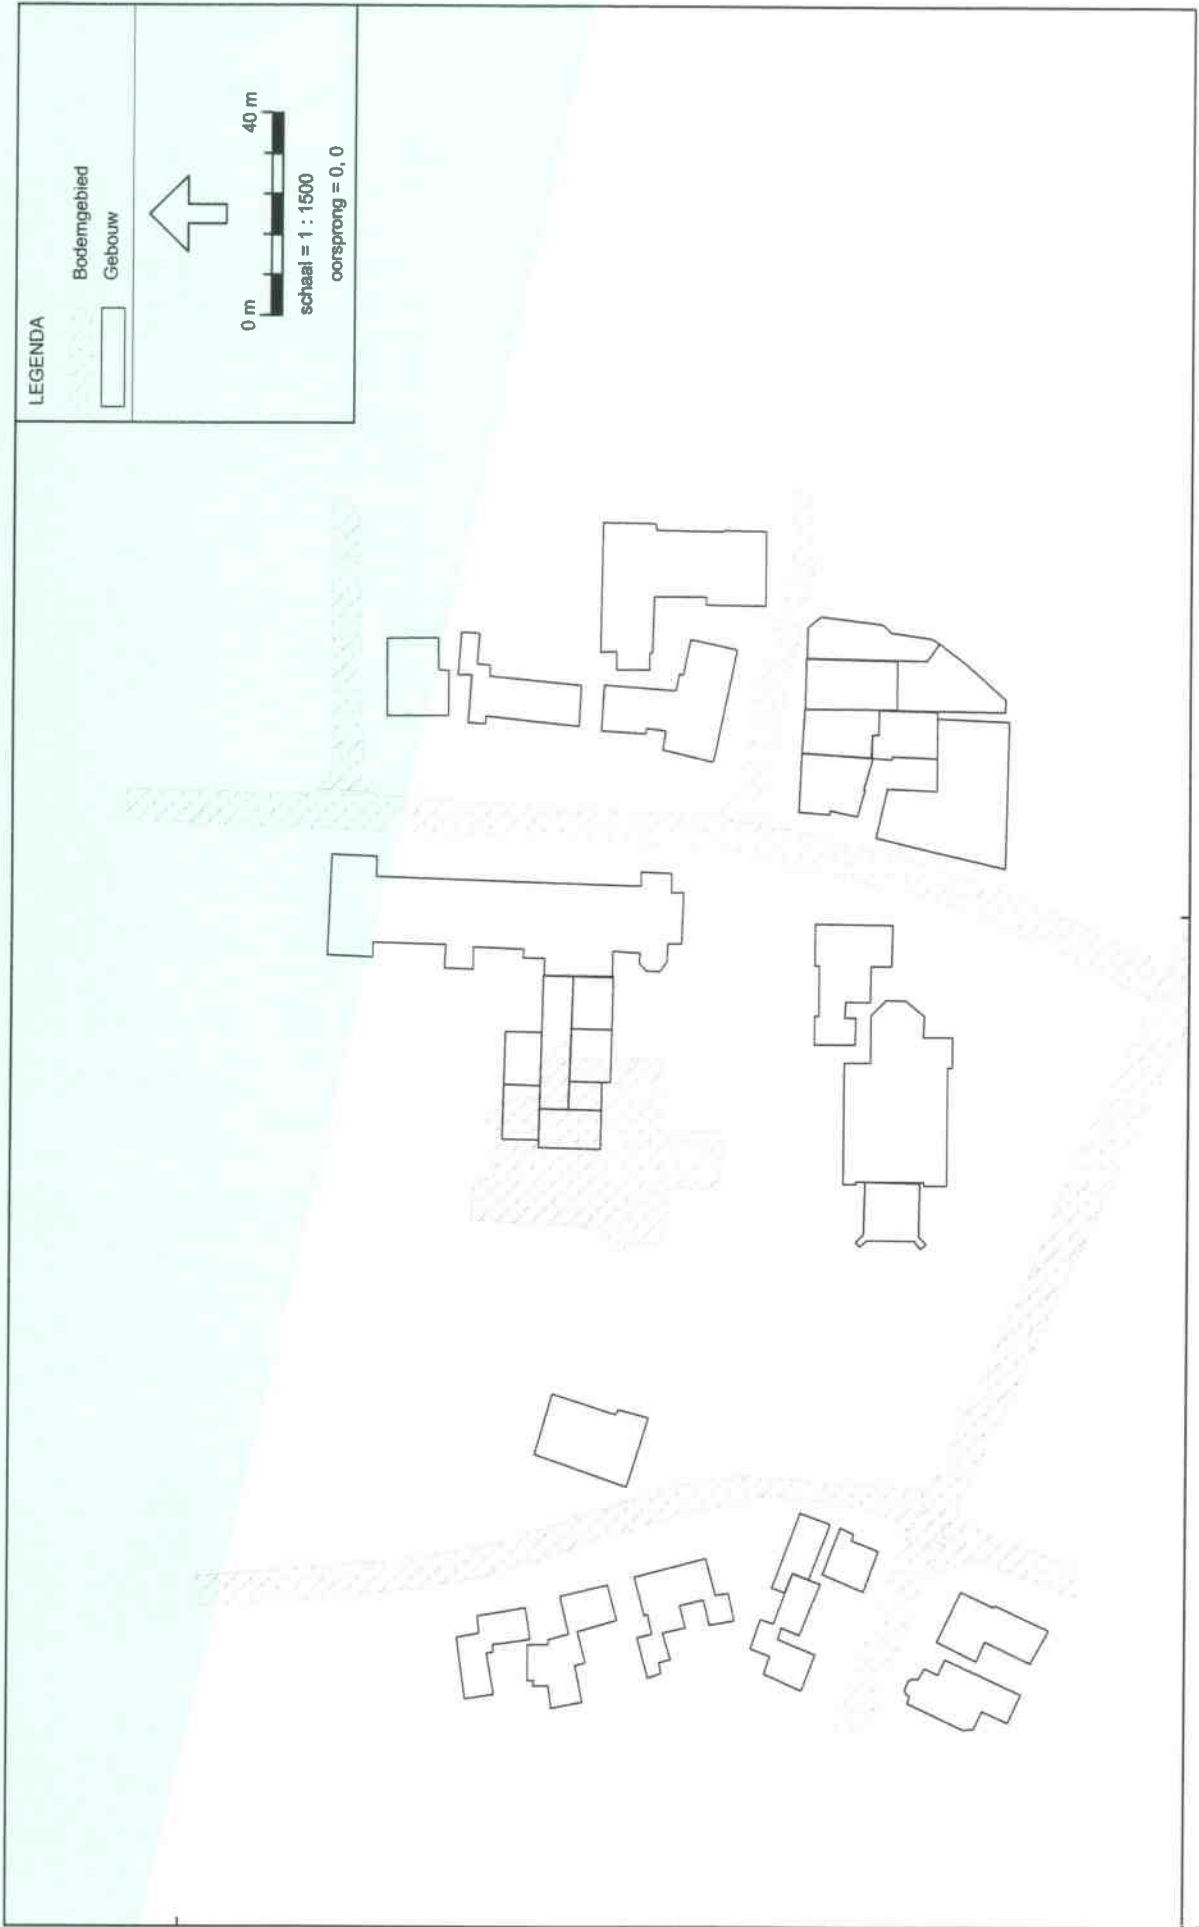 LEGENDA
Bodemgebied
Gebouw
0 m 40 m
schaal = 1 : 1500
oorsprong = 0, 0